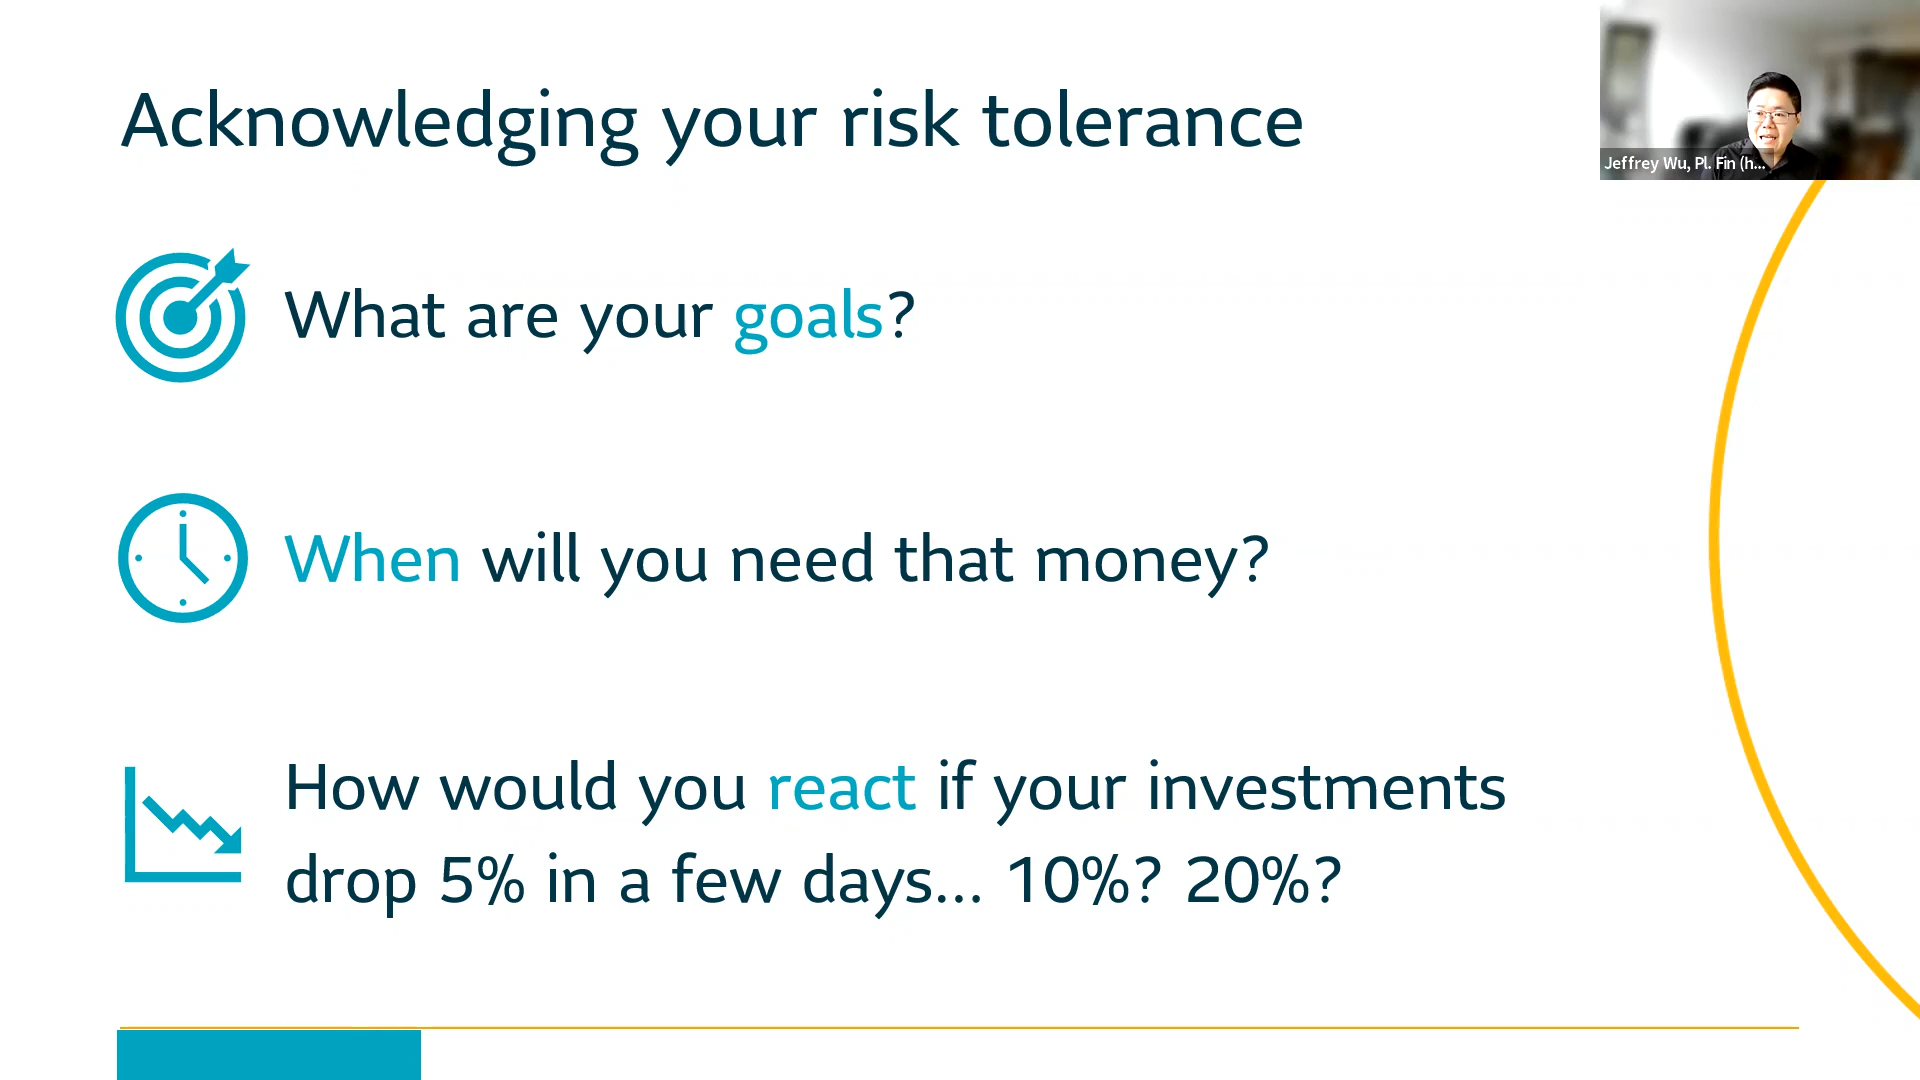 Acknowledging your risk tolerance
Jeffrey Wu, Pl. Fin (h...
What are your goals?
When will you need that money?
How would you react if your investments
drop 5% in a few days... 10%? 20%?